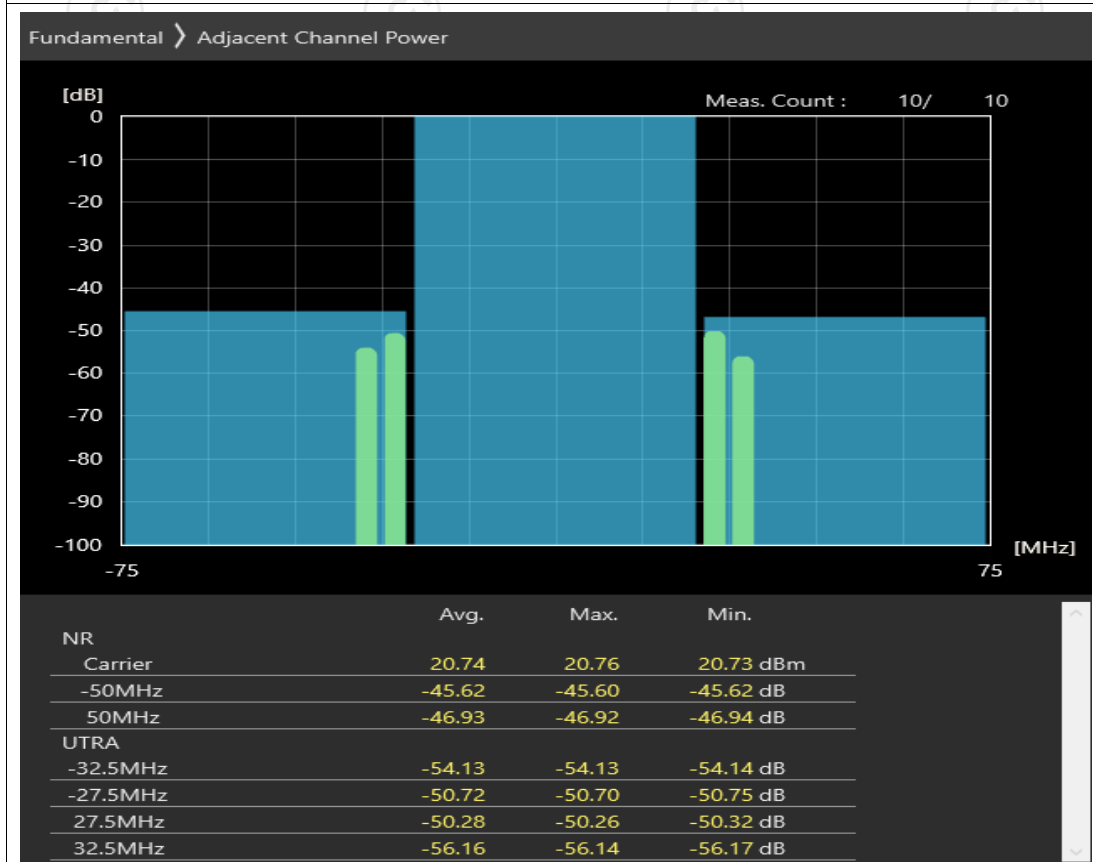 Fundamental ❭ Adjacent Channel Power
[dB]
Meas. Count : 10/ 10
0
-10
-20
-30
-40
-50
-60
-70
-80
-90
-100
[MHz]
-75 75
Avg. Max. Min.
NR
Carrier 20.74 20.76 20.73 dBm
-50MHz -45.62 -45.60 -45.62 dB
50MHz -46.93 -46.92 -46.94 dB
UTRA
-32.5MHz -54.13 -54.13 -54.14 dB
-27.5MHz -50.72 -50.70 -50.75 dB
27.5MHz -50.28 -50.26 -50.32 dB
32.5MHz -56.16 -56.14 -56.17 dB